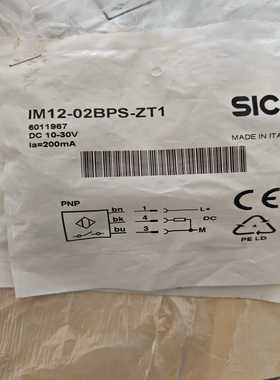 IM12-02BPS-ZT1
6011967
DC 10-30V
Ia=200mA
SIC
MADE IN ITA
PNP
bn 1 L+
bk 4 DC
bu 3 M
CE
PE LD